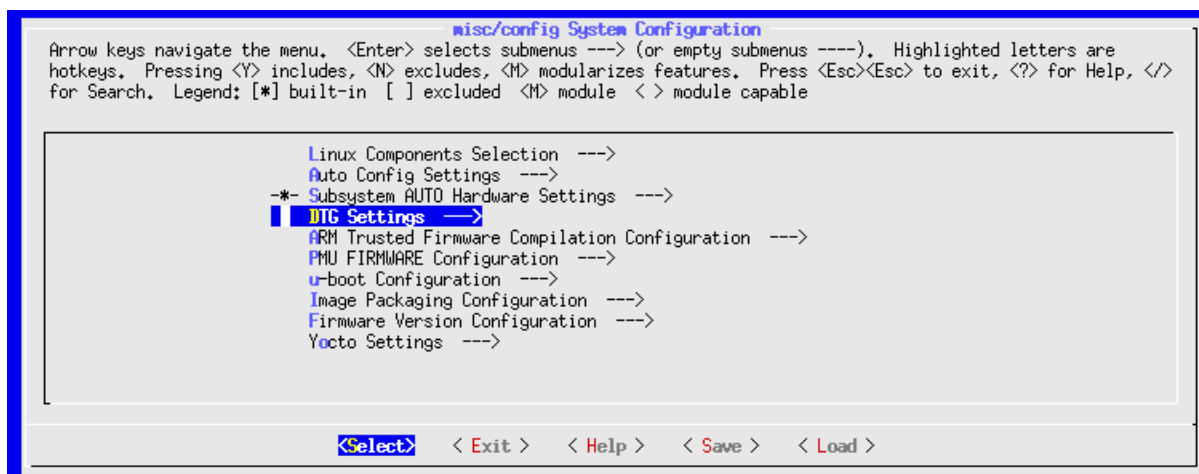 misc/config System Configuration
Arrow keys navigate the menu.  <Enter> selects submenus ---> (or empty submenus ----).  Highlighted letters are
hotkeys.  Pressing <Y> includes, <N> excludes, <M> modularizes features.  Press <Esc><Esc> to exit, <?> for Help, </>
for Search.  Legend: [*] built-in  [ ] excluded  <M> module  < > module capable
Linux Components Selection  --->
Auto Config Settings  --->
-*- Subsystem AUTO Hardware Settings  --->
DTG Settings  --->
ARM Trusted Firmware Compilation Configuration  --->
PMU FIRMWARE Configuration  --->
u-boot Configuration  --->
Image Packaging Configuration  --->
Firmware Version Configuration  --->
Yocto Settings  --->
<Select>    < Exit >    < Help >    < Save >    < Load >